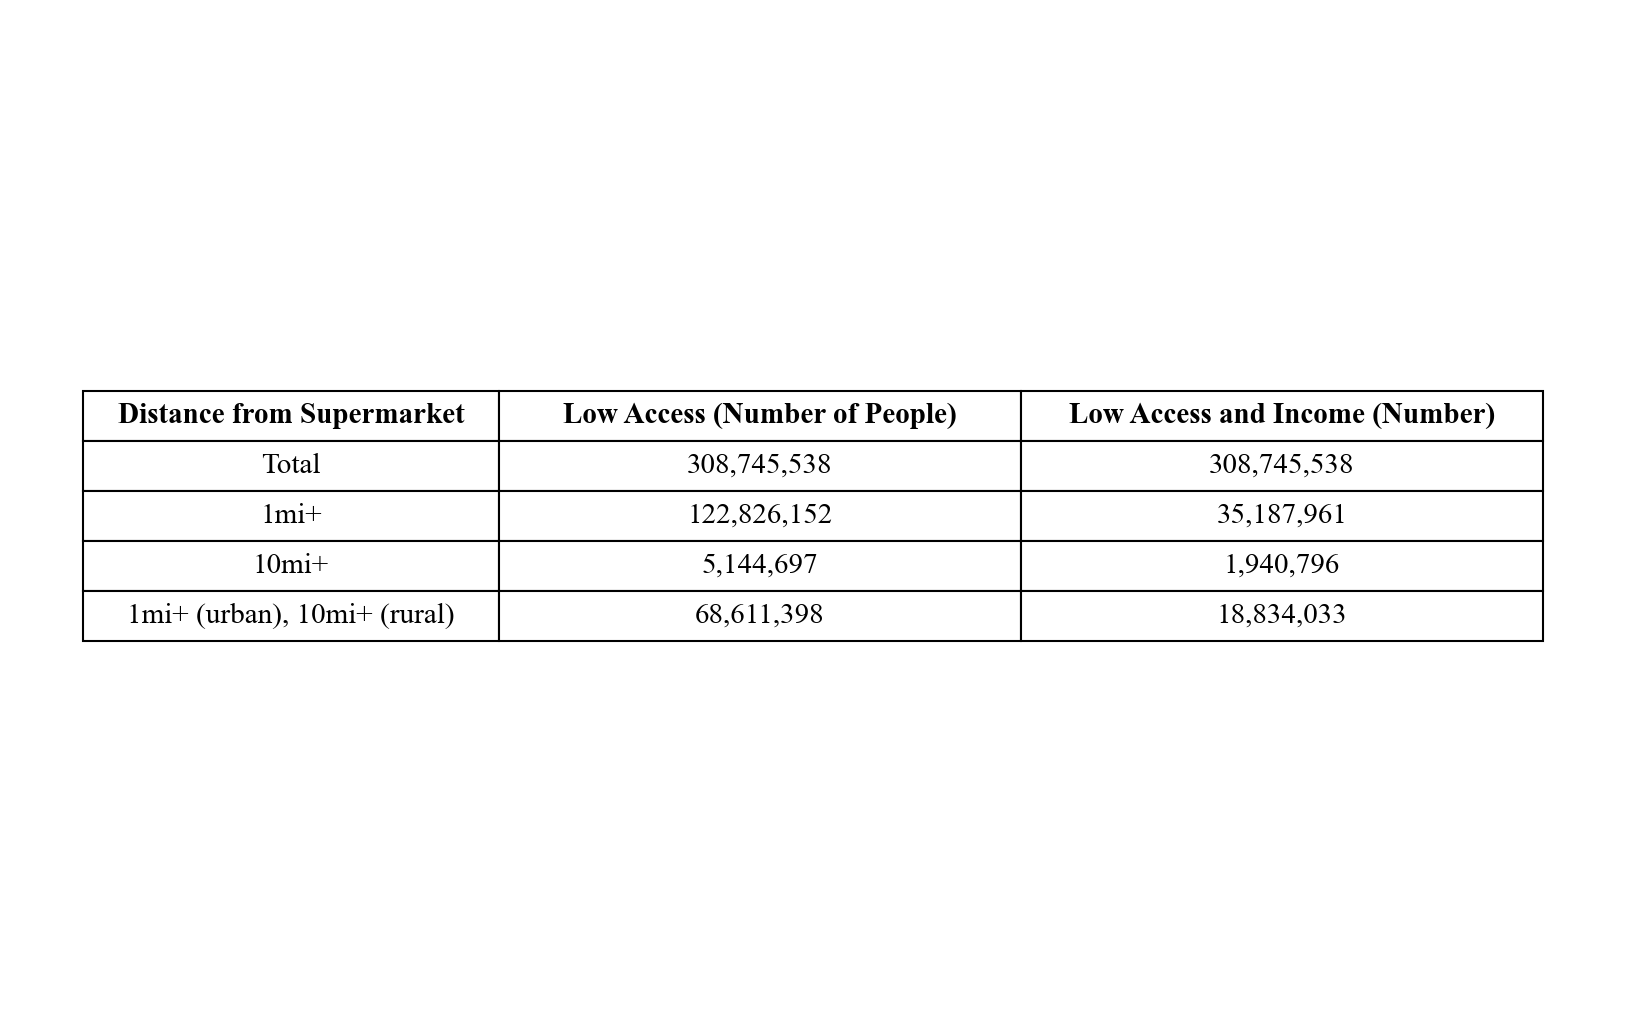 Distance from Supermarket Low Access (Number of People) Low Access and Income (Number)
Total 308,745,538 308,745,538
1mi+ 122,826,152 35,187,961
10mi+ 5,144,697 1,940,796
1mi+ (urban), 10mi+ (rural) 68,611,398 18,834,033